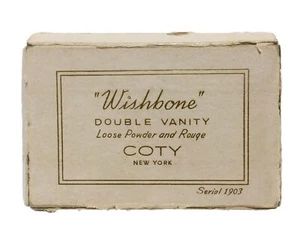 "Wishbone"
DOUBLE VANITY
Loose Powder and Rouge
COTY
NEW YORK
Serial 1903